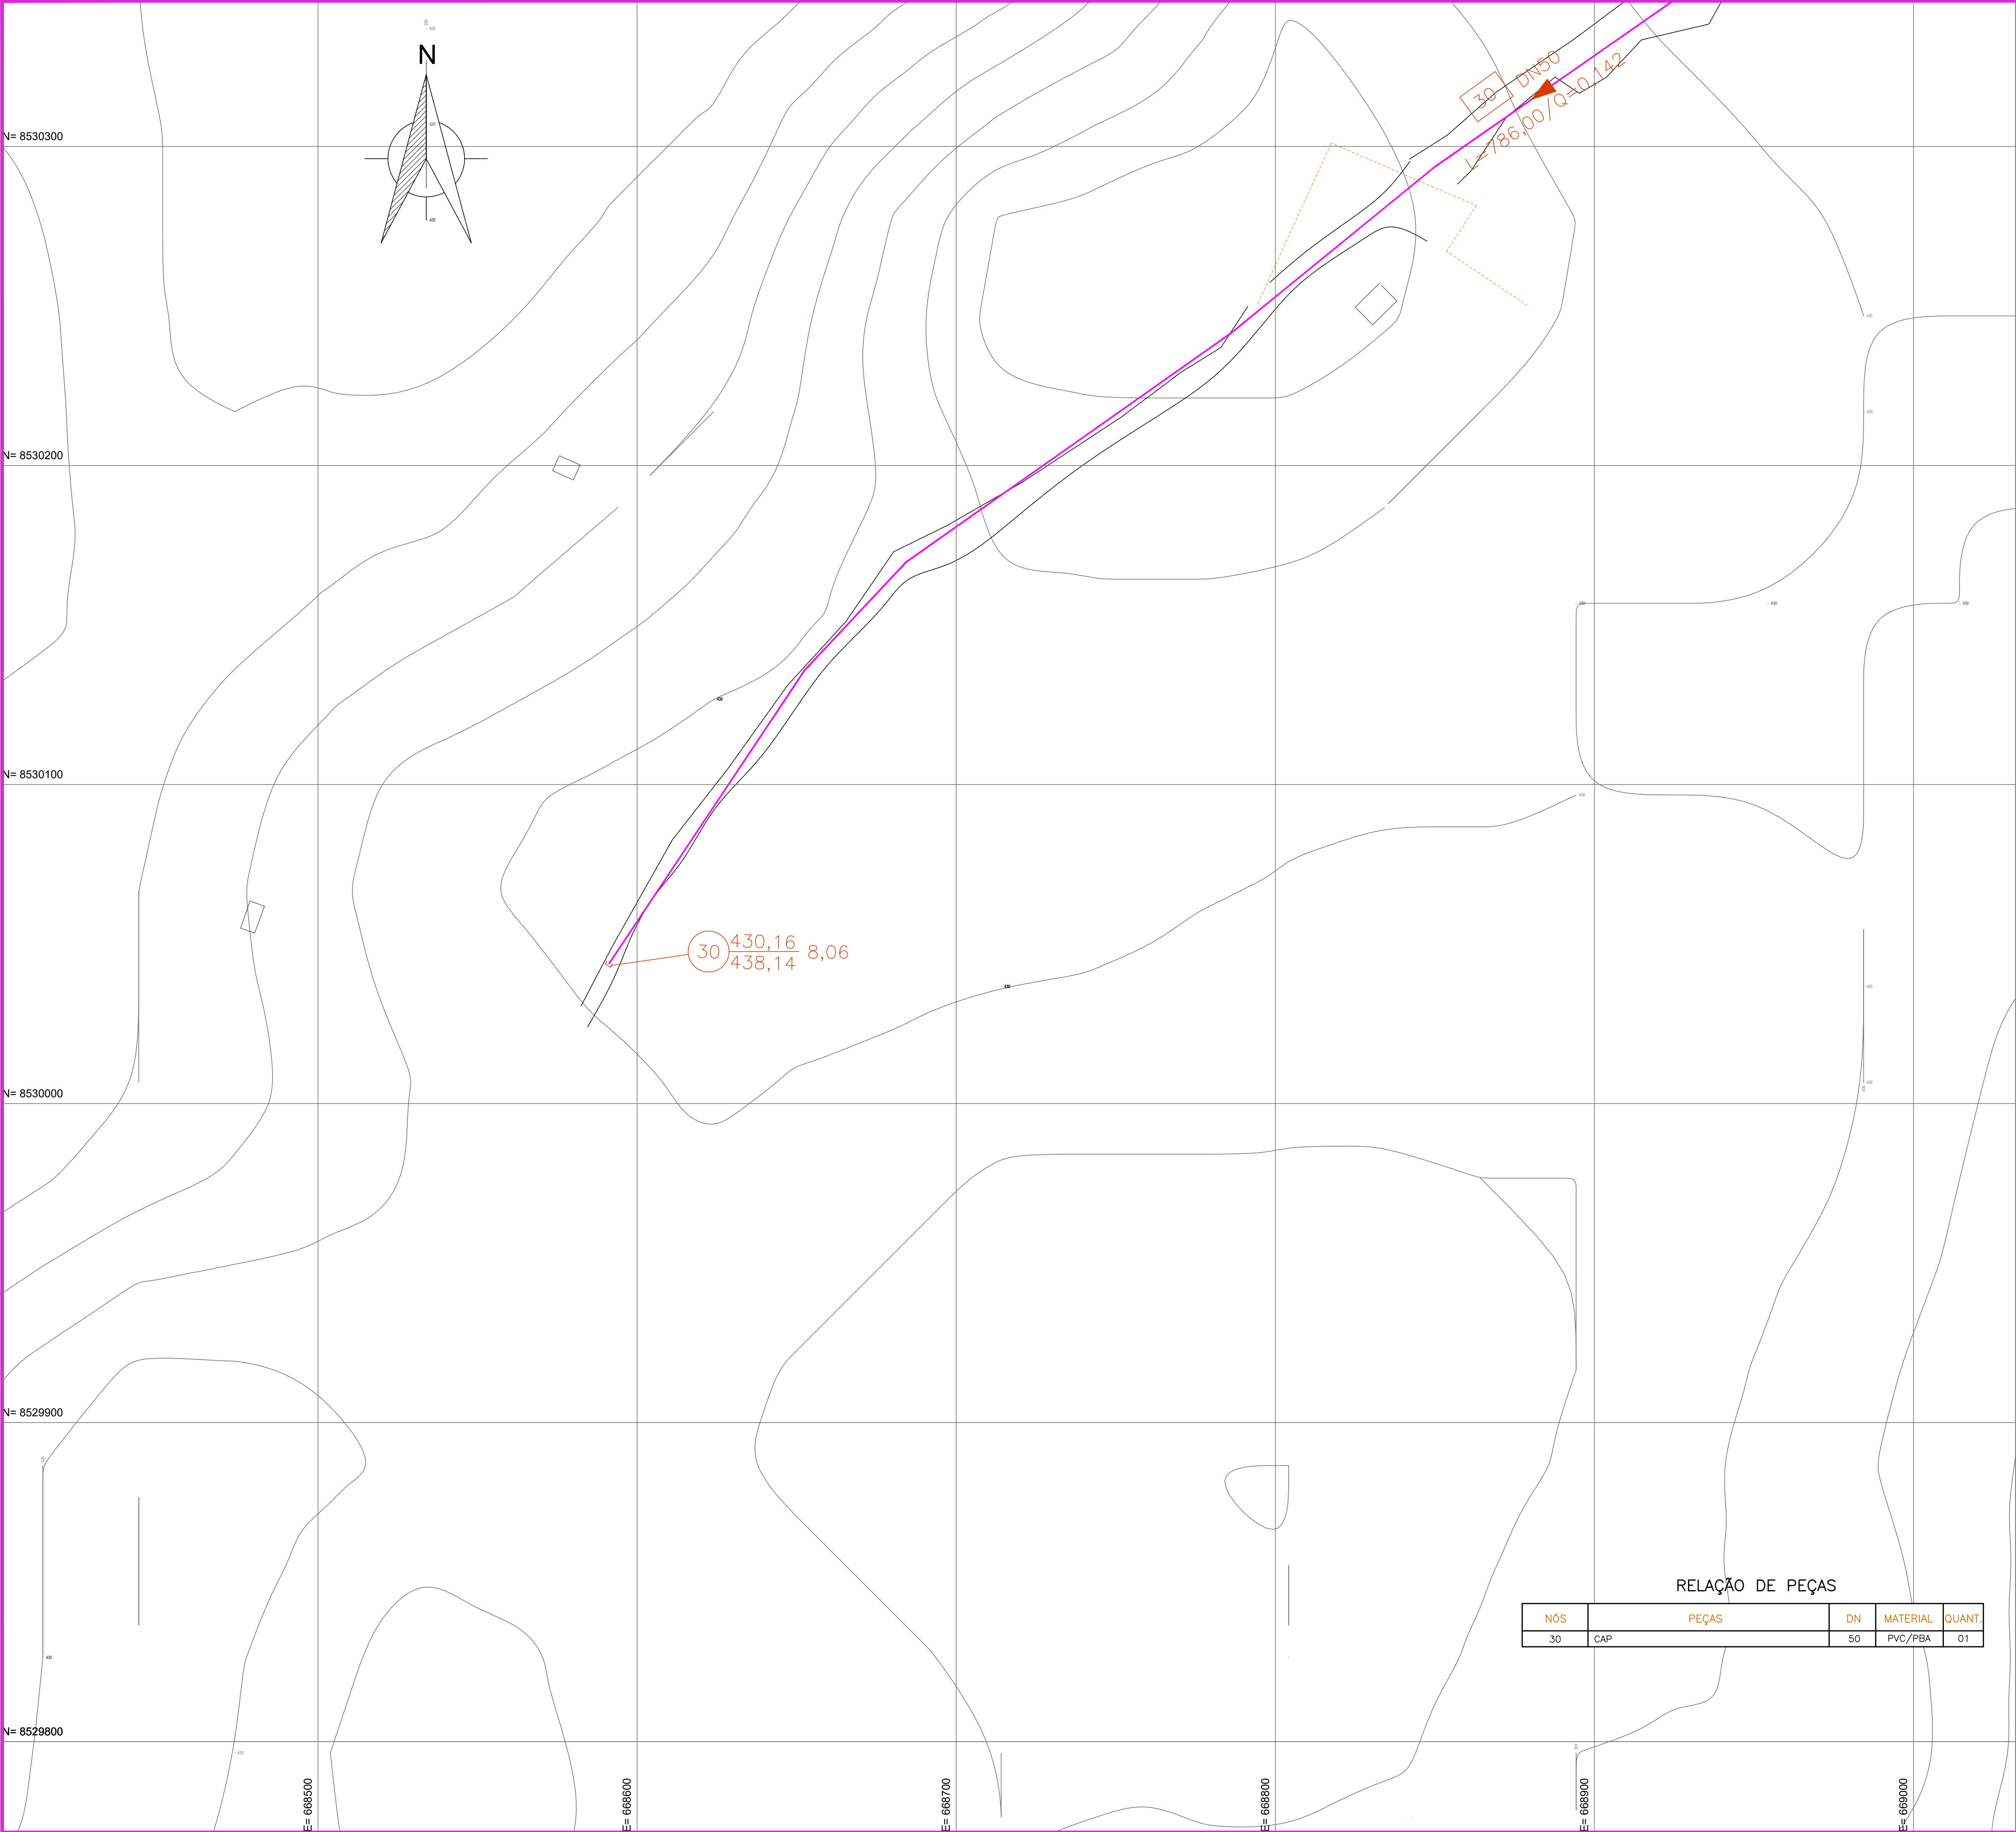 N
N= 8530300
30
DN50
L=786,00/Q=0,142
N= 8530200
N= 8530100
30
430,16
438,14
8,06
N= 8530000
N= 8529900
RELAÇÃO DE PEÇAS
NÓS PEÇAS DN MATERIAL QUANT.
30 CAP 50 PVC/PBA 01
N= 8529800
E= 668500
E= 668600
E= 668700
E= 668800
E= 668900
E= 669000